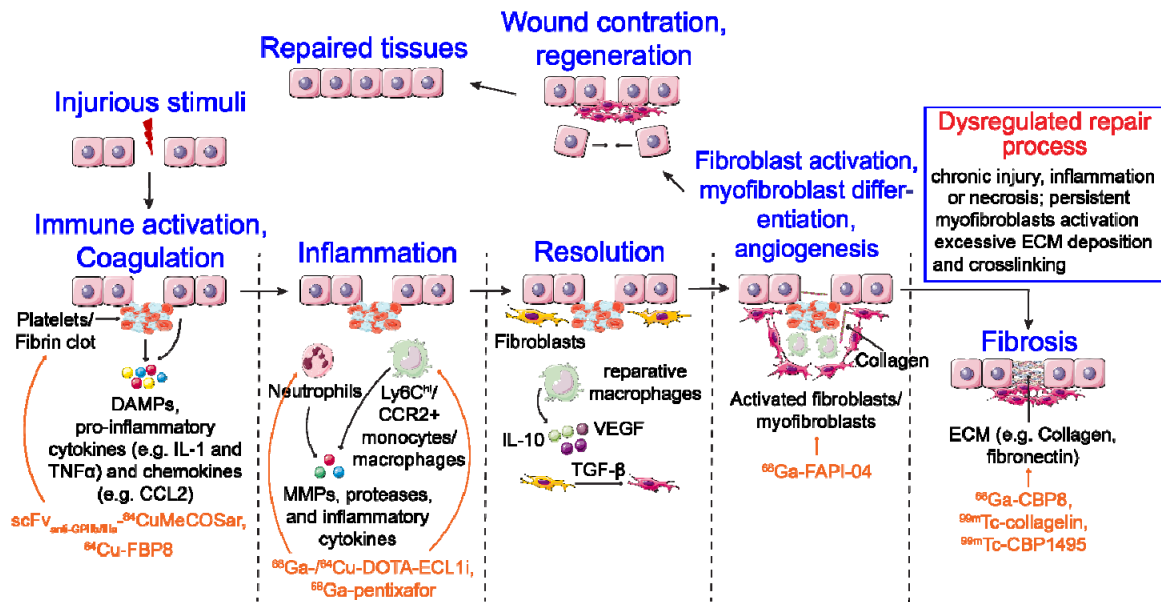 Injurious stimuli
Repaired tissues
Wound contration,
regeneration
Immune activation,
Coagulation
Platelets/
Fibrin clot
DAMPs,
pro-inflammatory
cytokines (e.g. IL-1 and
TNFα) and chemokines
(e.g. CCL2)
scFv anti-GPIIb/IIIa-⁶⁴CuMeCOSar,
⁶⁴Cu-FBP8
Inflammation
Neutrophils
Ly6Cʰⁱ/
CCR2+
monocytes/
macrophages
MMPs, proteases,
and inflammatory
cytokines
⁶⁸Ga-/⁶⁴Cu-DOTA-ECL1i,
⁶⁸Ga-pentixafor
Resolution
Fibroblasts
reparative
macrophages
IL-10
VEGF
TGF-β
Fibroblast activation,
myofibroblast differ-
entiation,
angiogenesis
Collagen
Activated fibroblasts/
myofibroblasts
⁶⁸Ga-FAPI-04
Dysregulated repair
process
chronic injury, inflammation
or necrosis; persistent
myofibroblasts activation
excessive ECM deposition
and crosslinking
Fibrosis
ECM (e.g. Collagen,
fibronectin)
⁶⁸Ga-CBP8,
⁹⁹ᵐTc-collagelin,
⁹⁹ᵐTc-CBP1495